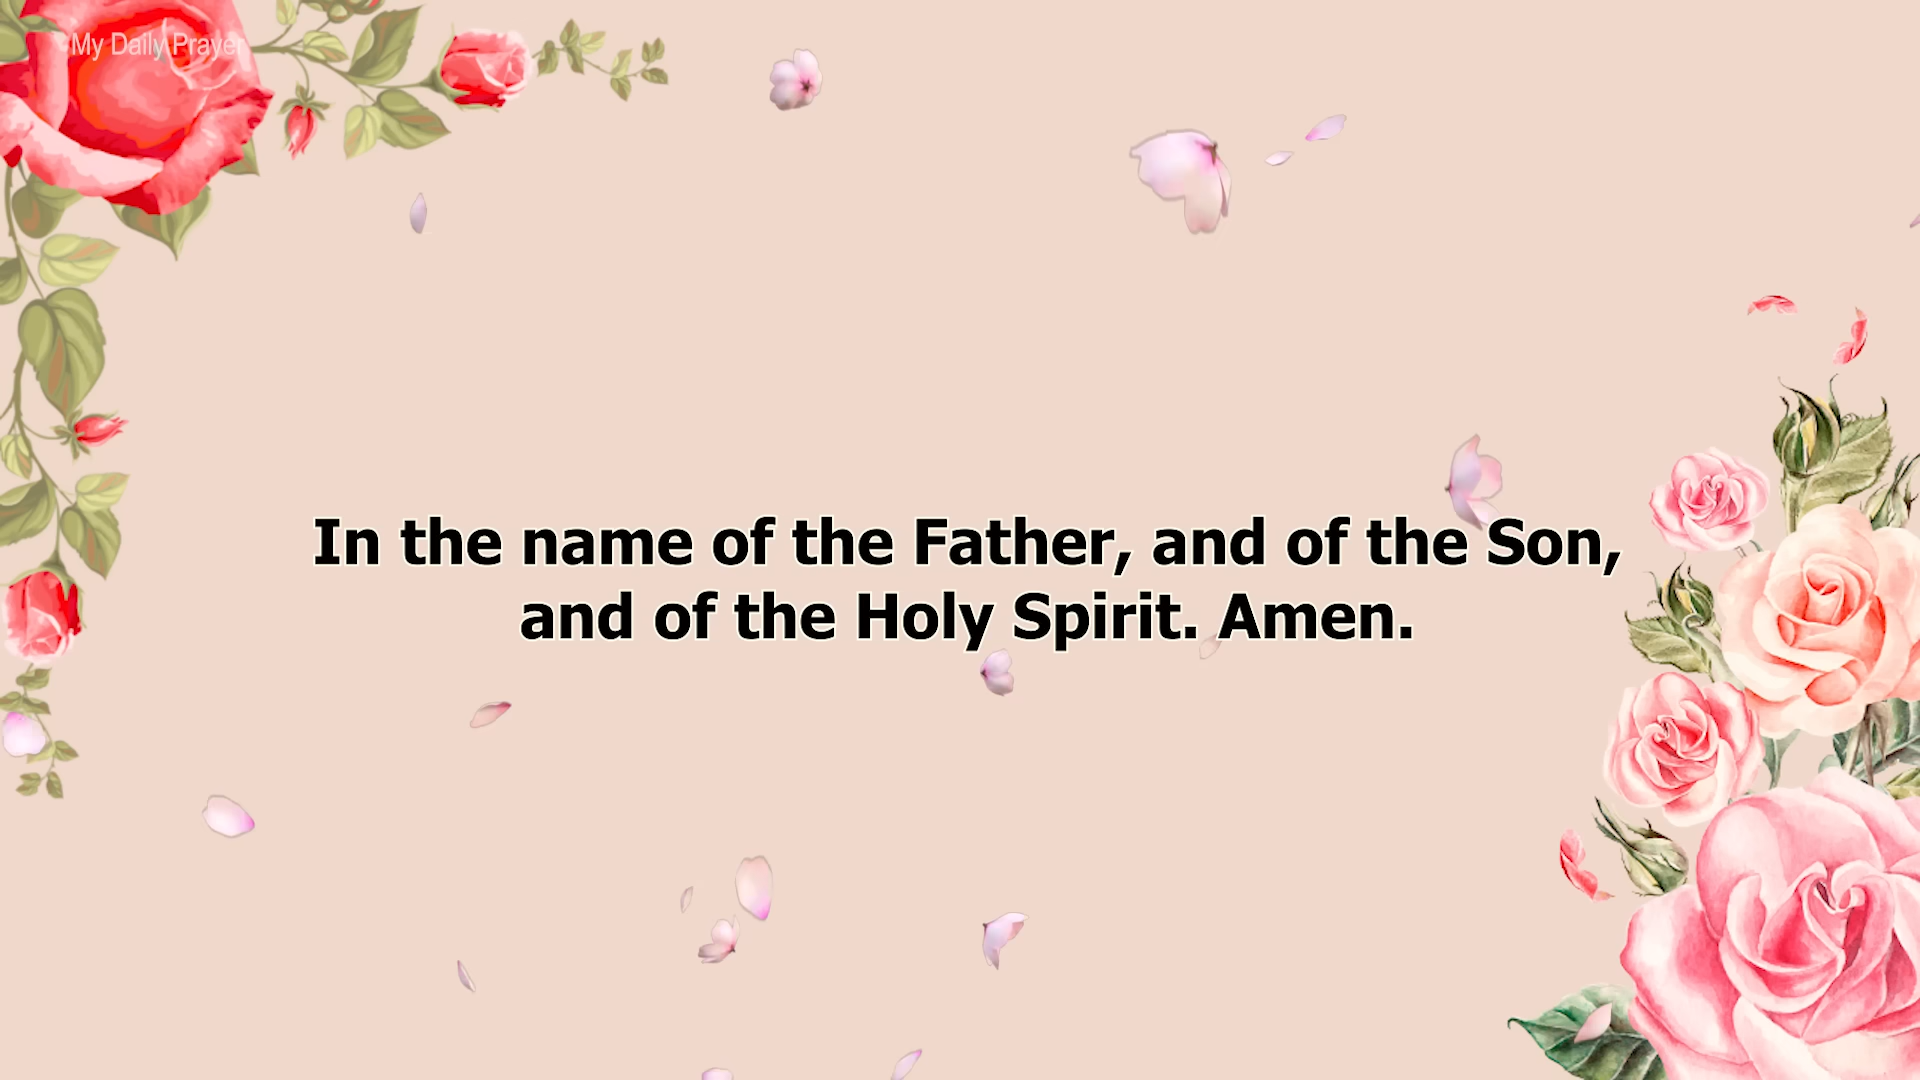 My Daily Prayer
In the name of the Father, and of the Son,
and of the Holy Spirit. Amen.